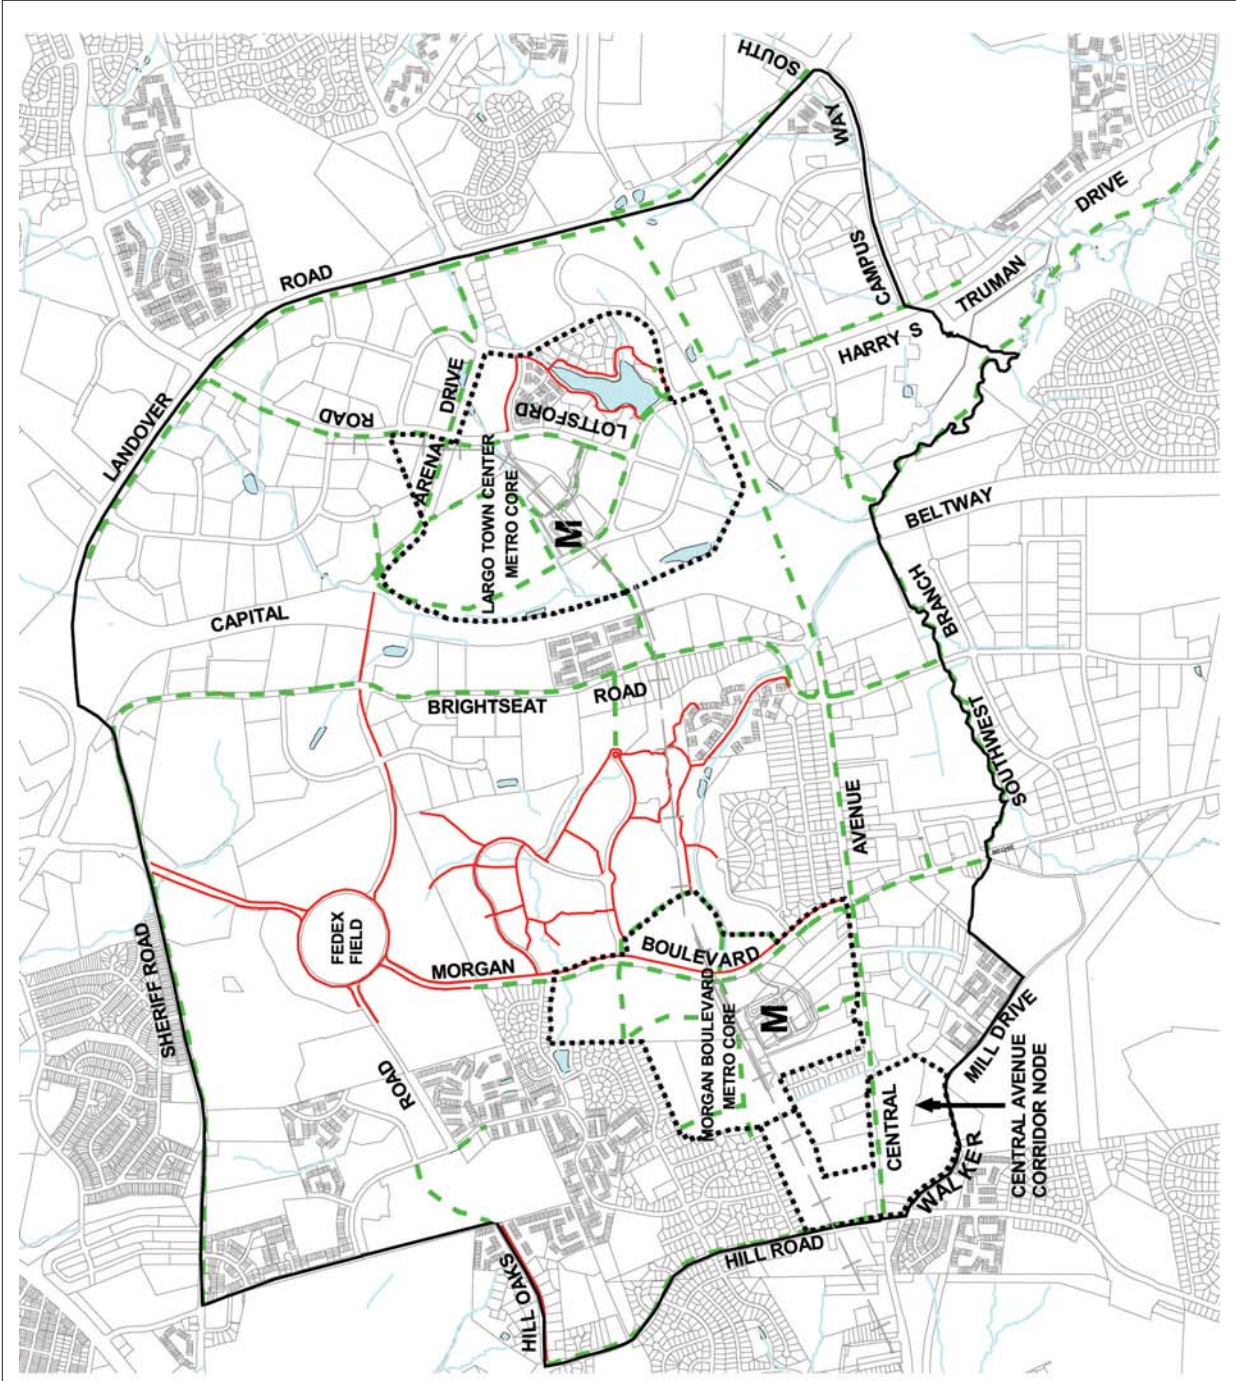 SOUTH
WAY
CAMPUS
DRIVE
TRUMAN
HARRY S
ROAD
LANDOVER
ROAD
DRIVE
ARENA
LOTTSFORD
LARGO TOWN CENTER
METRO CORE
M
BELTWAY
CAPITAL
BRANCH
SOUTHWEST
BRIGHTSEAT
ROAD
AVENUE
FEDEX
FIELD
MORGAN
BOULEVARD
SHERIFF ROAD
ROAD
MORGAN BOULEVARD
METRO CORE
M
MILL DRIVE
WALKER
CENTRAL
CENTRAL AVENUE
CORRIDOR NODE
HILL ROAD
HILL OAKS